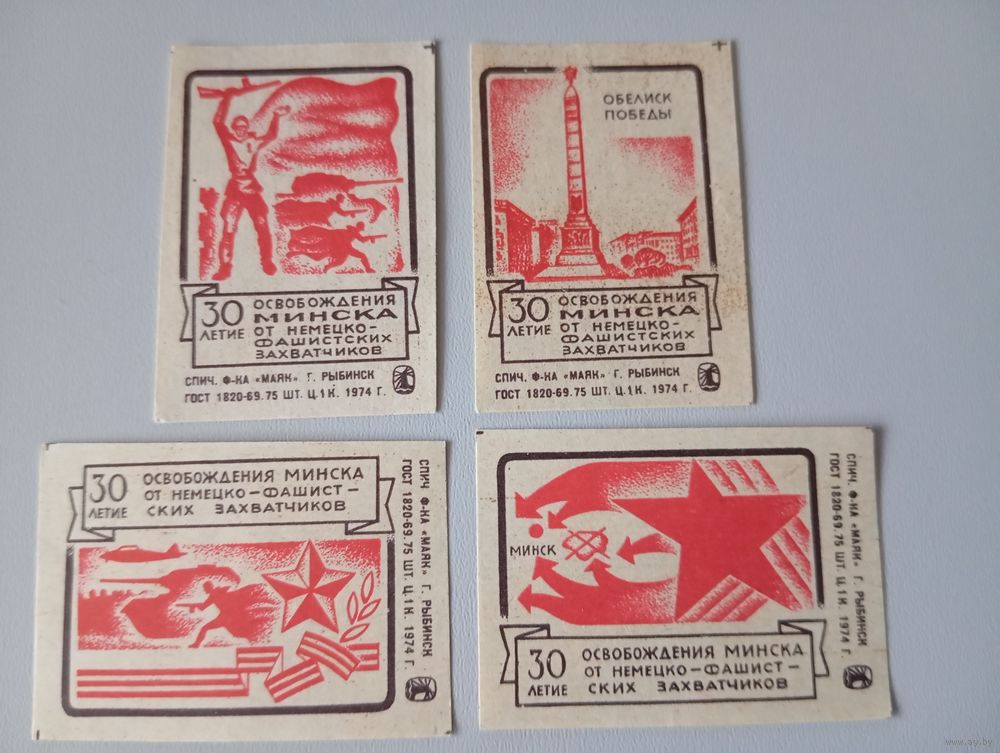 30
ЛЕТИЕ
ОСВОБОЖДЕНИЯ
МИНСКА
ОТ НЕМЕЦКО-
ФАШИСТСКИХ
ЗАХВАТЧИКОВ
СПИЧ. Ф-КА «МАЯК» Г. РЫБИНСК
ГОСТ 1820-69. 75 ШТ. Ц. 1 К. 1974 Г.
ОБЕЛИСК
ПОБЕДЫ
30
ЛЕТИЕ
ОСВОБОЖДЕНИЯ
МИНСКА
ОТ НЕМЕЦКО-
ФАШИСТСКИХ
ЗАХВАТЧИКОВ
СПИЧ. Ф-КА «МАЯК» Г. РЫБИНСК
ГОСТ 1820-69. 75 ШТ. Ц. 1 К. 1974 Г.
30
ЛЕТИЕ
ОСВОБОЖДЕНИЯ МИНСКА
ОТ НЕМЕЦКО-ФАШИСТ-
СКИХ ЗАХВАТЧИКОВ
СПИЧ. Ф-КА «МАЯК» Г. РЫБИНСК
ГОСТ 1820-69. 75 ШТ. Ц. 1 К. 1974 Г.
МИНСК
30
ЛЕТИЕ
ОСВОБОЖДЕНИЯ МИНСКА
ОТ НЕМЕЦКО-ФАШИСТ-
СКИХ ЗАХВАТЧИКОВ
СПИЧ. Ф-КА «МАЯК» Г. РЫБИНСК
ГОСТ 1820-69. 75 ШТ. Ц. 1 К. 1974 Г.
www.ay.by